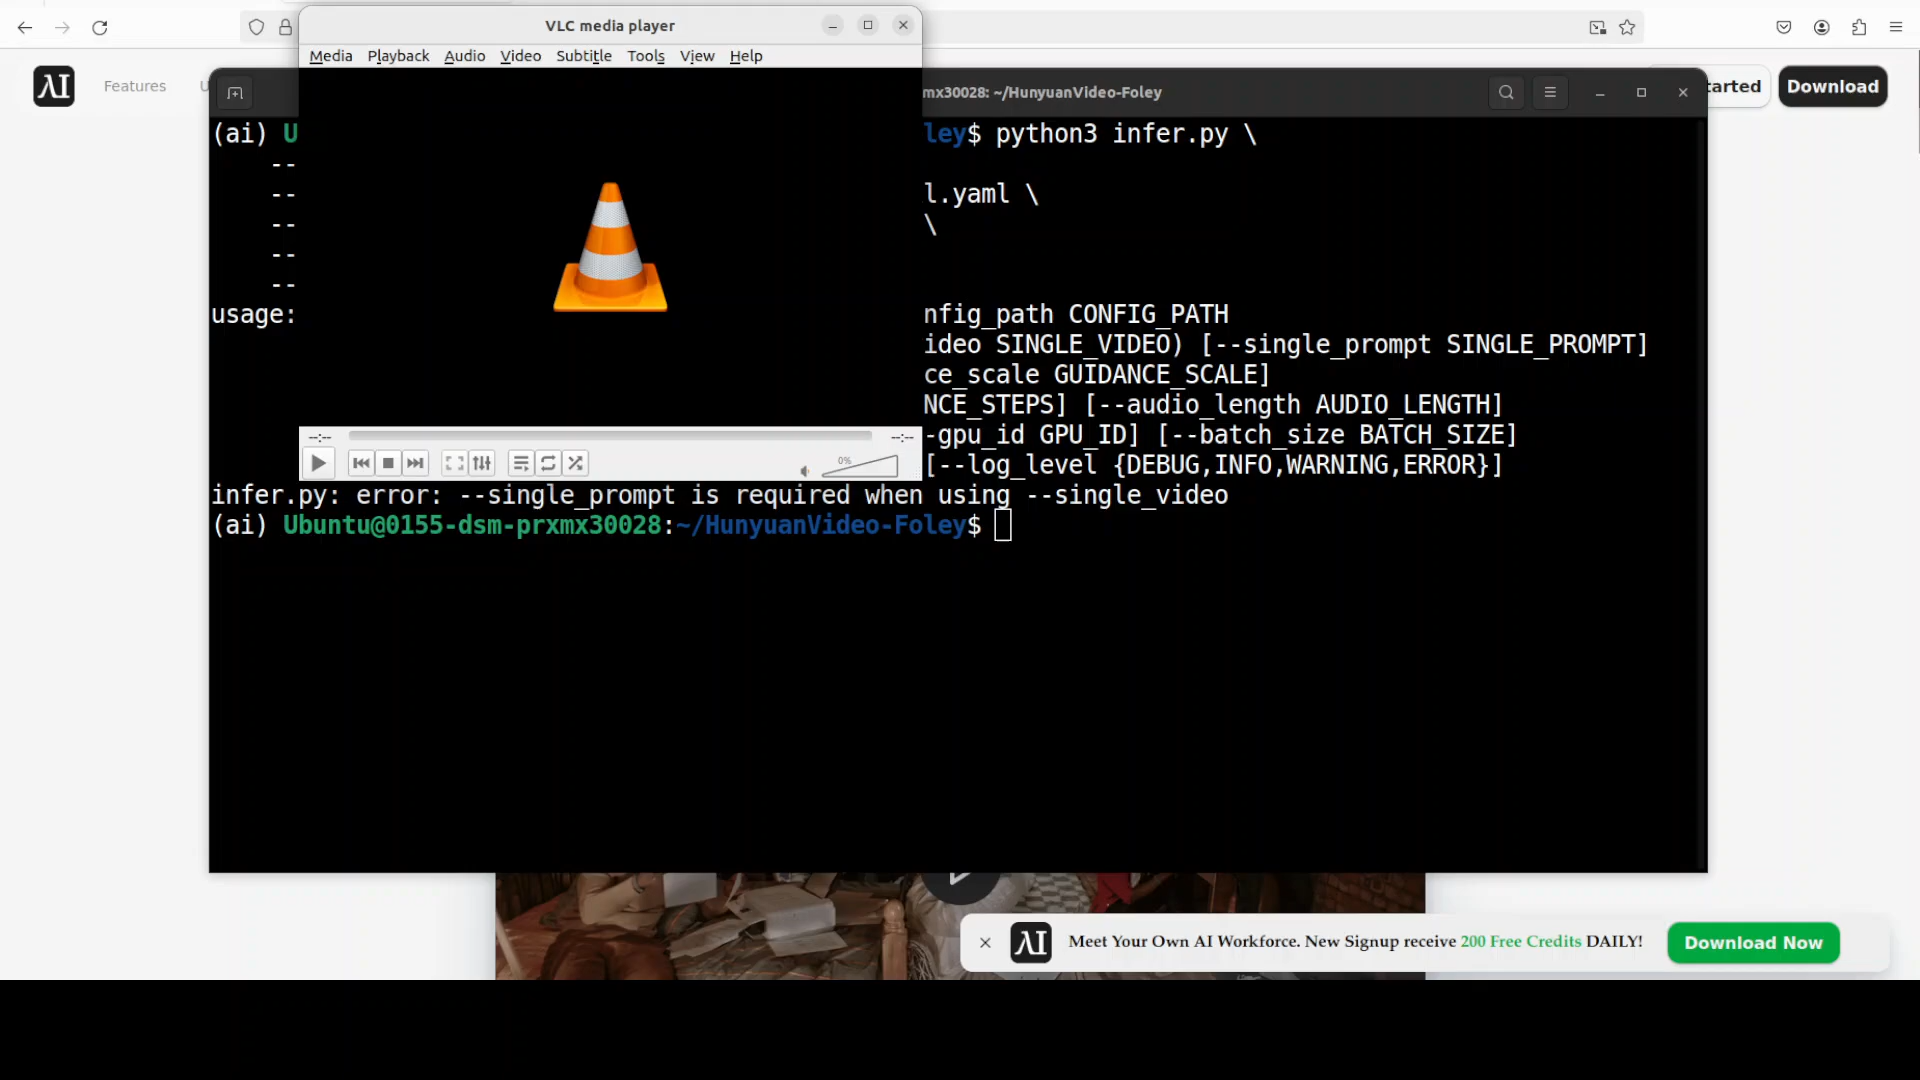 VLC media player
Media Playback Audio Video Subtitle Tools View Help
AI Features U
mx30028: ~/HunyuanVideo-Foley
tarted
Download
(ai) U
ley$ python3 infer.py \
--
--
l.yaml \
--
\
--
--
usage:
nfig_path CONFIG_PATH
ideo SINGLE_VIDEO) [--single_prompt SINGLE_PROMPT]
ce_scale GUIDANCE_SCALE]
NCE_STEPS] [--audio_length AUDIO_LENGTH]
-gpu_id GPU_ID] [--batch_size BATCH_SIZE]
[--log_level {DEBUG,INFO,WARNING,ERROR}]
--:-- --:--
0%
infer.py: error: --single_prompt is required when using --single_video
(ai) Ubuntu@0155-dsm-prxmx30028:~/HunyuanVideo-Foley$
AI Meet Your Own AI Workforce. New Signup receive 200 Free Credits DAILY!
Download Now